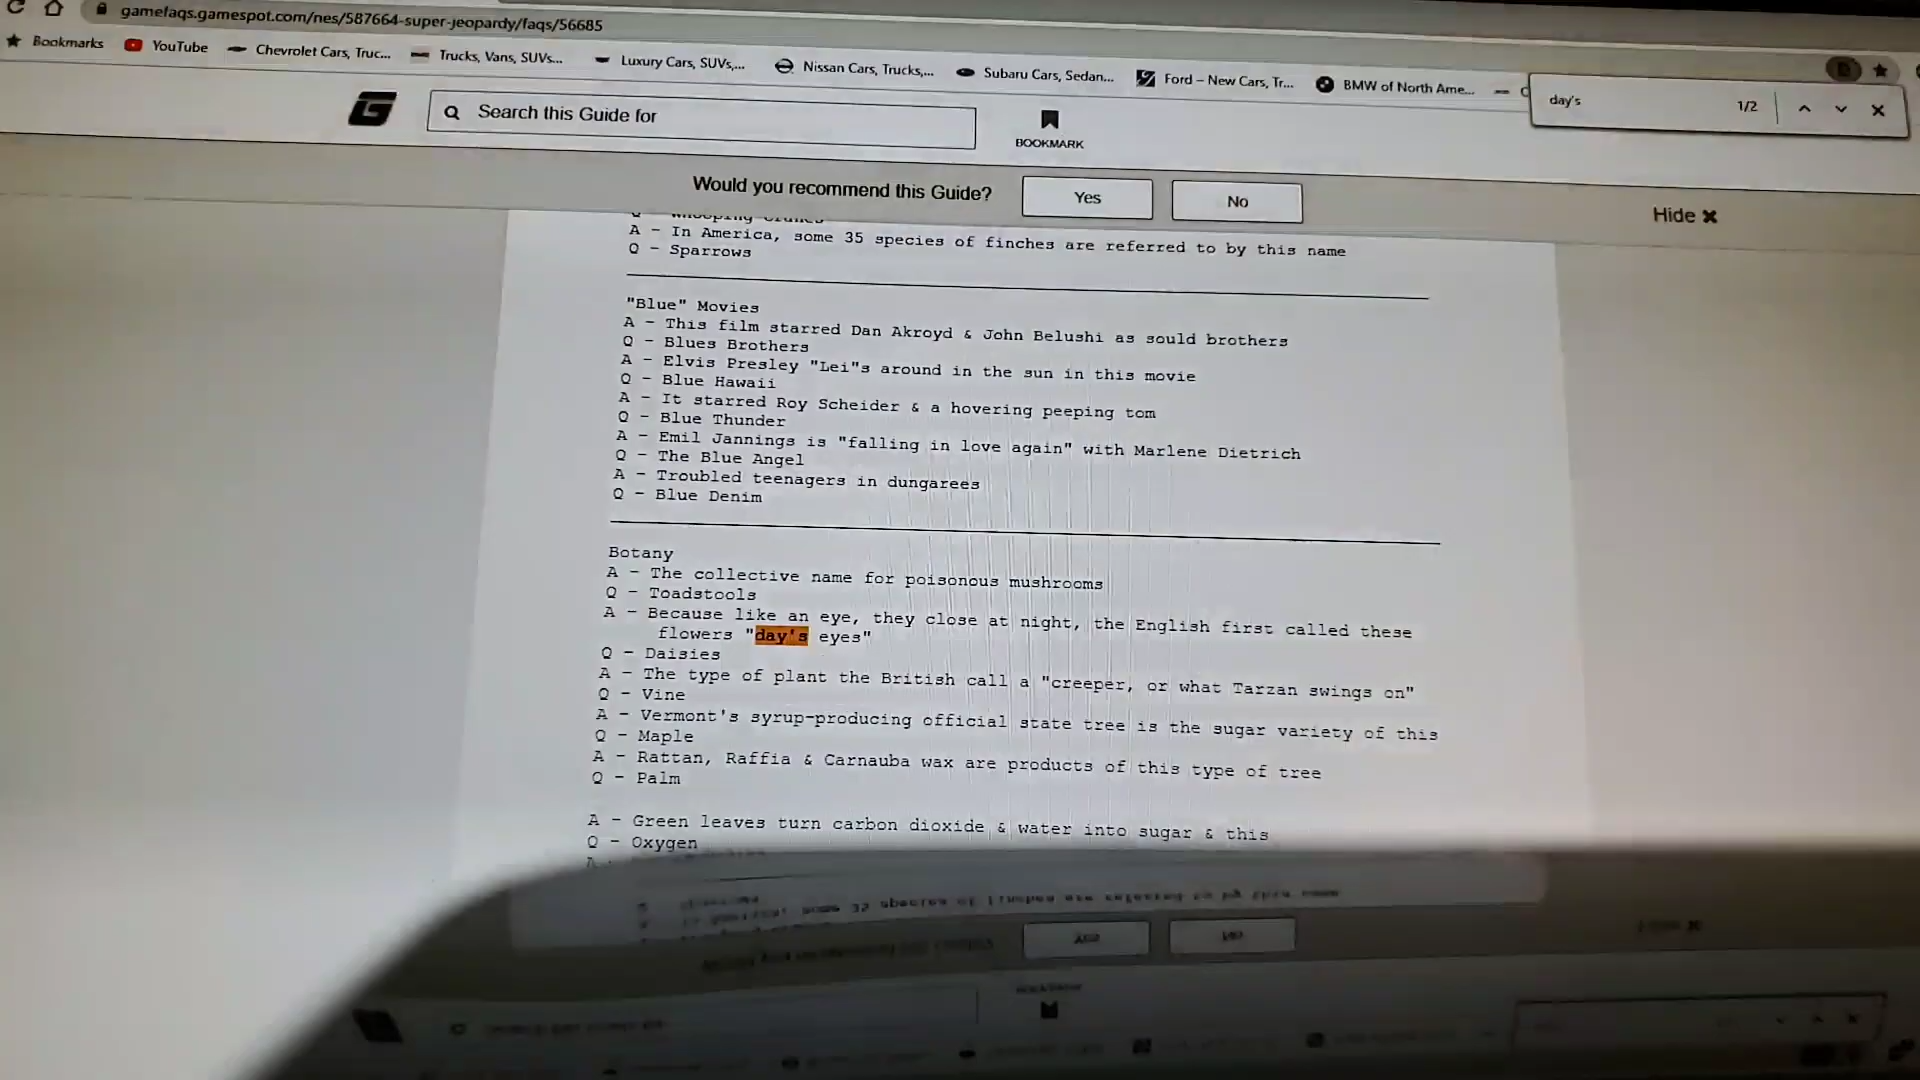 gamefaqs.gamespot.com/nes/587664-super-jeopardy/faqs/56685
Bookmarks YouTube Chevrolet Cars, Truc... Trucks, Vans, SUVs... Luxury Cars, SUVs,... Nissan Cars, Trucks,... Subaru Cars, Sedan... Ford – New Cars, Tr... BMW of North Ame...
day's 1/2
Search this Guide for
BOOKMARK
Would you recommend this Guide? Yes No
Hide
Q - Whooping Cranes
A - In America, some 35 species of finches are referred to by this name
Q - Sparrows
"Blue" Movies
A - This film starred Dan Akroyd & John Belushi as sould brothers
Q - Blues Brothers
A - Elvis Presley "Lei"s around in the sun in this movie
Q - Blue Hawaii
A - It starred Roy Scheider & a hovering peeping tom
Q - Blue Thunder
A - Emil Jannings is "falling in love again" with Marlene Dietrich
Q - The Blue Angel
A - Troubled teenagers in dungarees
Q - Blue Denim
Botany
A - The collective name for poisonous mushrooms
Q - Toadstools
A - Because like an eye, they close at night, the English first called these
flowers "day's eyes"
Q - Daisies
A - The type of plant the British call a "creeper, or what Tarzan swings on"
Q - Vine
A - Vermont's syrup-producing official state tree is the sugar variety of this
Q - Maple
A - Rattan, Raffia & Carnauba wax are products of this type of tree
Q - Palm
A - Green leaves turn carbon dioxide & water into sugar & this
Q - Oxygen